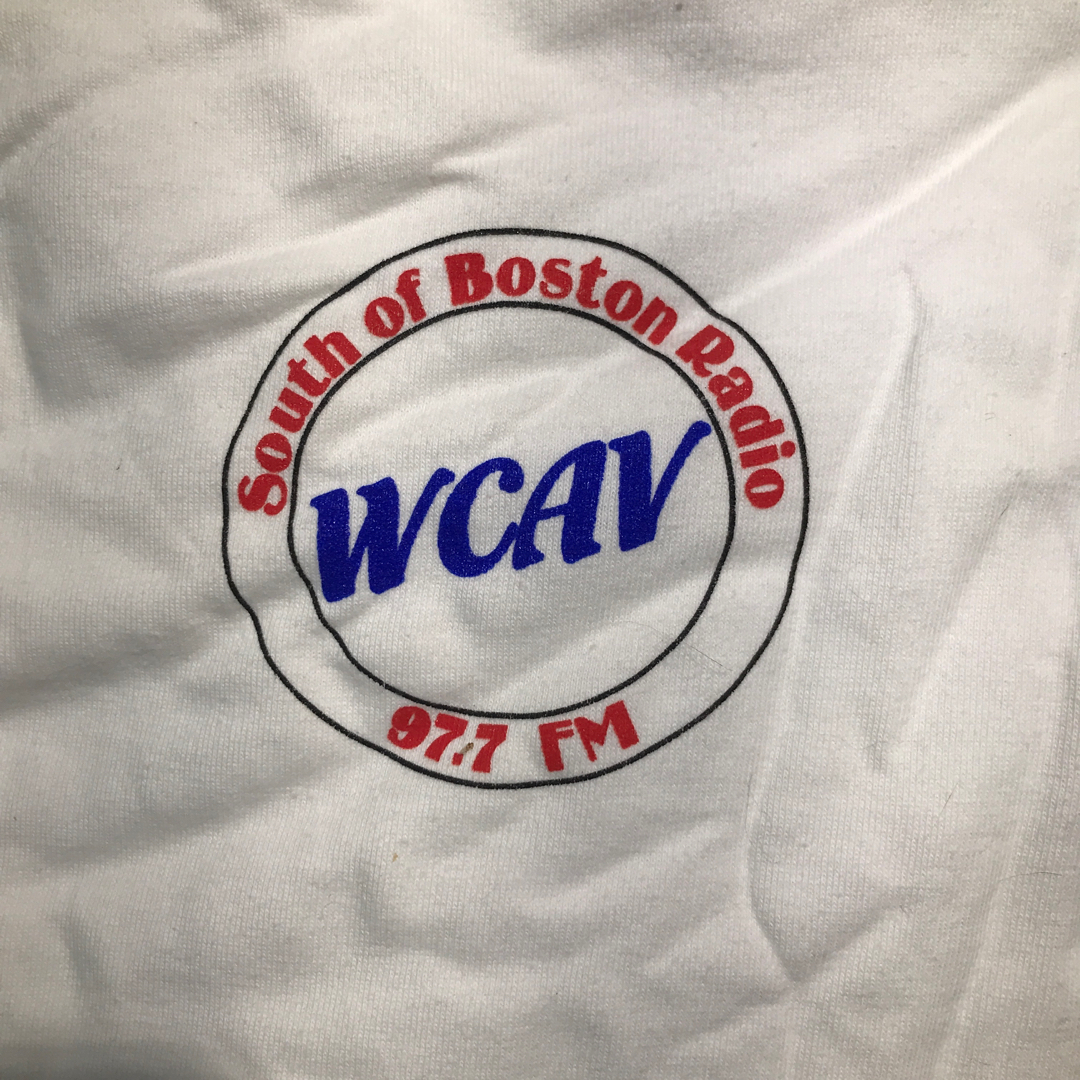 South of Boston Radio
WCAV
97.7 FM